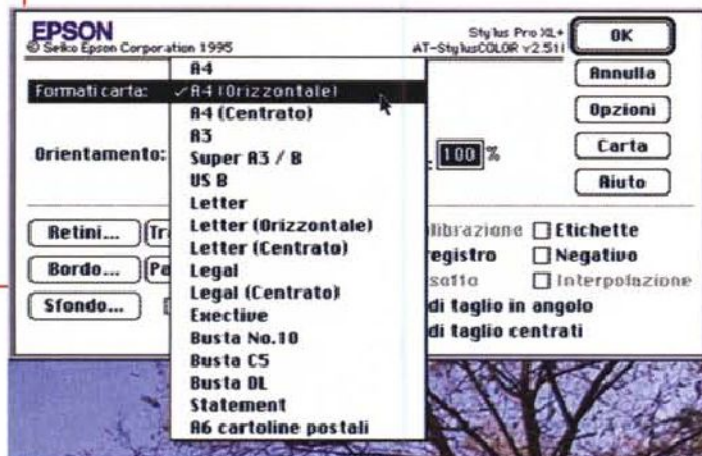 EPSON
© Seiko Epson Corporation 1995
Stylus Pro XL+
AT-StylusCOLOR v2.51I
OK
Annulla
Opzioni
Carta
Aiuto
Formati carta:
A4
✓A4 (Orizzontale)
A4 (Centrato)
A3
Super A3 / B
US B
Letter
Letter (Orizzontale)
Letter (Centrato)
Legal
Legal (Centrato)
Exective
Busta No.10
Busta C5
Busta DL
Statement
A6 cartoline postali
Orientamento:
100 %
Retini...
Bordo...
Sfondo...
Etichette
Negativo
Interpolazione
di taglio in angolo
di taglio centrati